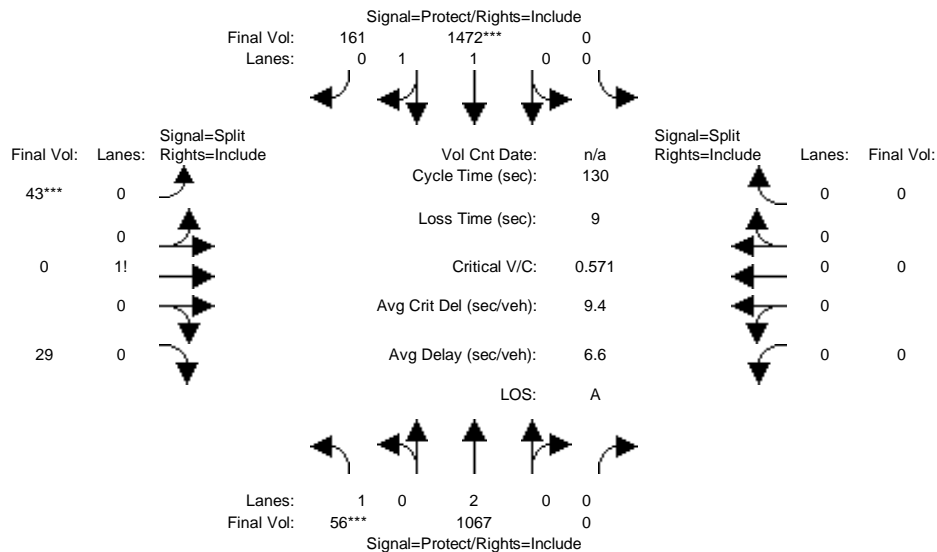 Signal=Protect/Rights=Include
Final Vol: 161 1472*** 0
Lanes: 0 1 1 0 0
Signal=Split
Final Vol: Lanes: Rights=Include
Vol Cnt Date: n/a
Signal=Split
Rights=Include Lanes: Final Vol:
Cycle Time (sec): 130
43*** 0
0 0
Loss Time (sec): 9
0
0
0 1!
Critical V/C: 0.571
0 0
0
Avg Crit Del (sec/veh): 9.4
0
29 0
Avg Delay (sec/veh): 6.6
0 0
LOS: A
Lanes: 1 0 2 0 0
Final Vol: 56*** 1067 0
Signal=Protect/Rights=Include